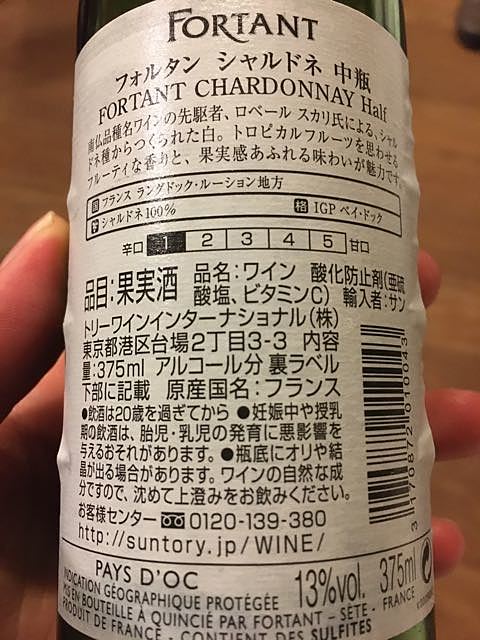 FORTANT
フォルタン シャルドネ 中瓶
FORTANT CHARDONNAY Half
南仏品種名ワインの先駆者、ロベール スカリ氏による、シャル
ドネ種からつくられた白。トロピカルフルーツを思わせる
フルーティな香りと、果実感あふれる味わいが魅力です。
国 フランス ラングドック・ルーション地方
シャルドネ100% 格 IGP ペイ・ドック
辛口 1 2 3 4 5 甘口
品目:果実酒 品名:ワイン 酸化防止剤(亜硫
酸塩、ビタミンC) 輸入者:サン
トリーワインインターナショナル(株)
東京都港区台場2丁目3-3 内容
量:375ml アルコール分 裏ラベル
下部に記載 原産国名:フランス
●飲酒は20歳を過ぎてから ●妊娠中や授乳
期の飲酒は、胎児・乳児の発育に悪影響を
与えるおそれがあります。●瓶底にオリや結
晶が出る場合があります。ワインの自然な成
分ですので、沈めて上澄みをお飲みください。
お客様センター 0120-139-380
http://suntory.jp/WINE/
3 170872 010043
PAYS D'OC
INDICATION GÉOGRAPHIQUE PROTÉGÉE
13%vol. 375ml
MIS EN BOUTEILLE À QUINCIÉ PAR FORTANT - SÈTE - FRANCE
PRODUIT DE FRANCE - CONTIENT DES SULFITES